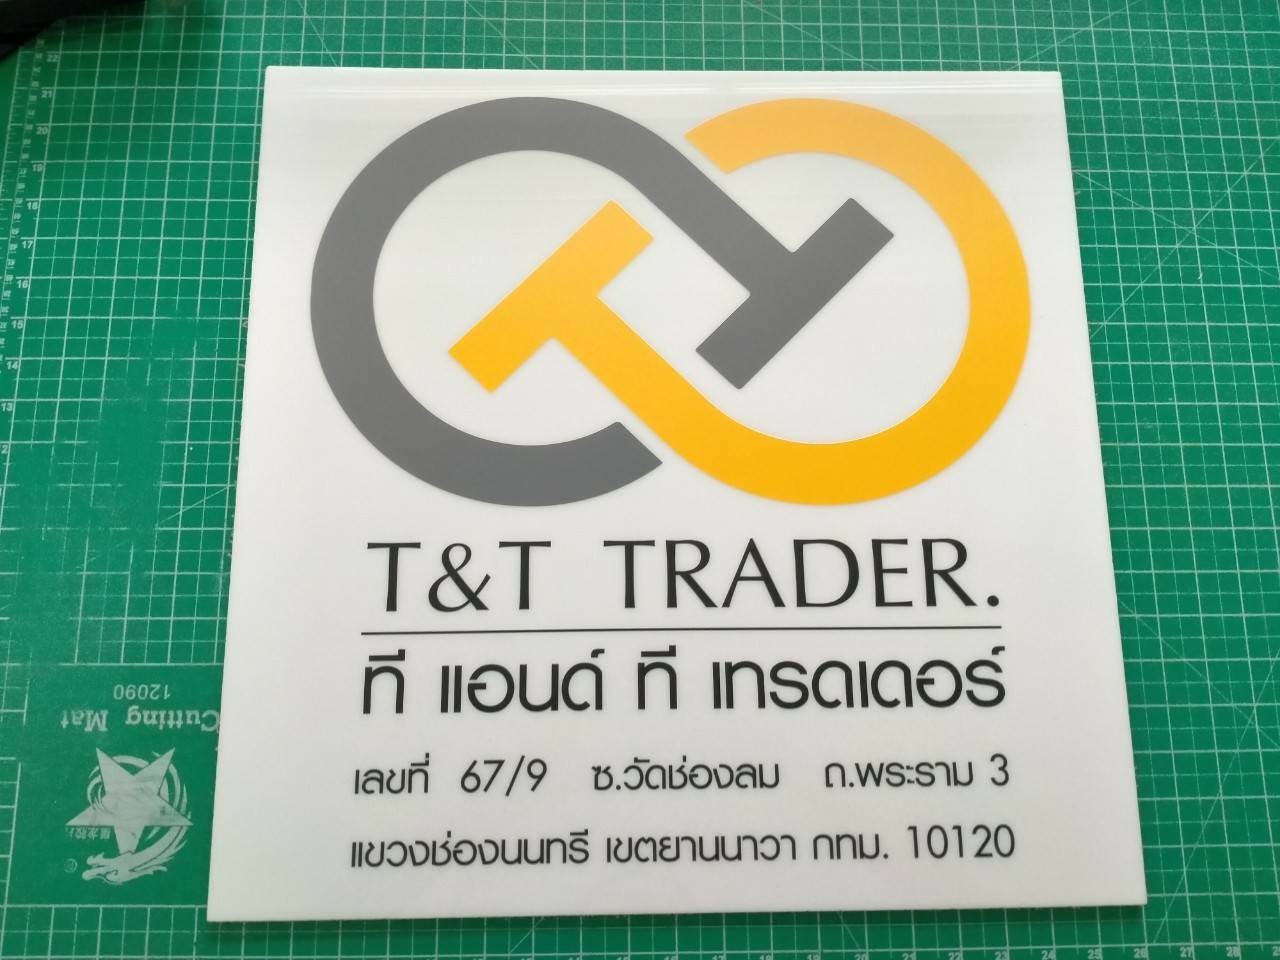 T&T TRADER.
ที แอนด์ ที เทรดเดอร์
เลขที่ 67/9 ซ.วัดช่องลม ถ.พระราม 3
แขวงช่องนนทรี เขตยานนาวา กทม. 10120
Cutting Mat
12090